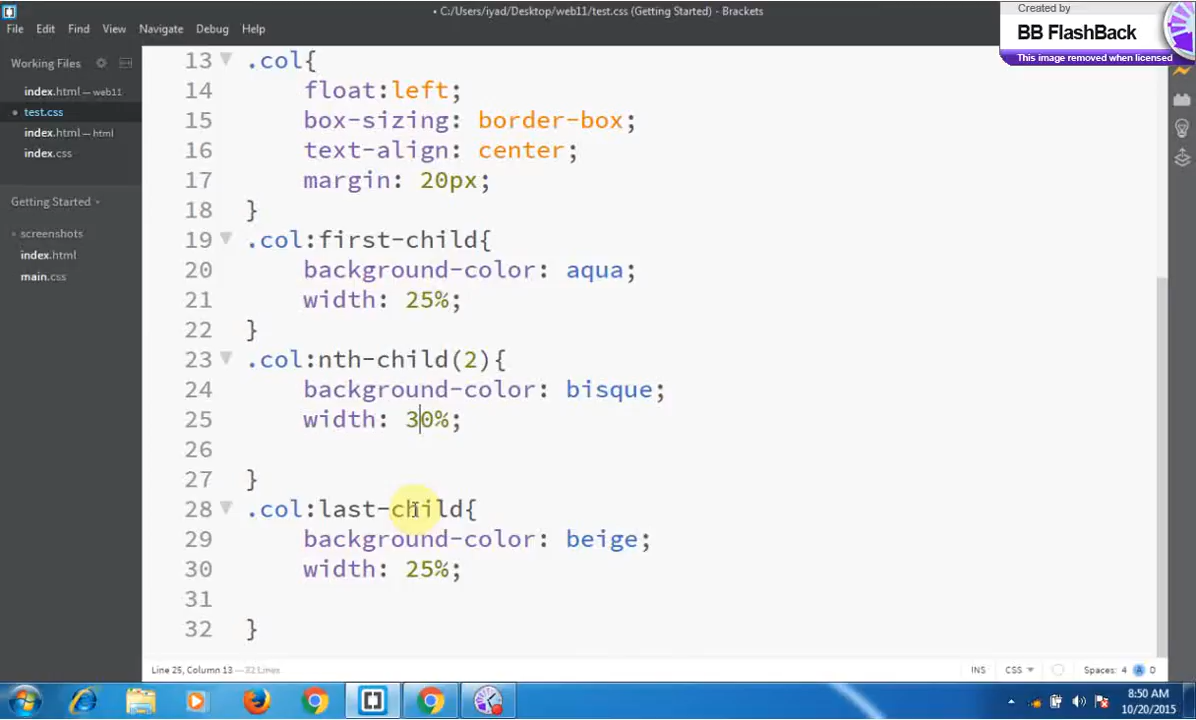 • C:/Users/iyad/Desktop/web11/test.css (Getting Started) - Brackets
Created by
BB FlashBack
This image removed when licensed
File Edit Find View Navigate Debug Help
Working Files
index.html — web11
• test.css
index.html — html
index.css
Getting Started
screenshots
index.html
main.css
13 .col{
14 float:left;
15 box-sizing: border-box;
16 text-align: center;
17 margin: 20px;
18 }
19 .col:first-child{
20 background-color: aqua;
21 width: 25%;
22 }
23 .col:nth-child(2){
24 background-color: bisque;
25 width: 30%;
26
27 }
28 .col:last-child{
29 background-color: beige;
30 width: 25%;
31
32 }
Line 25, Column 13 — 32 Lines
INS CSS Spaces: 4 0
8:50 AM
10/20/2015